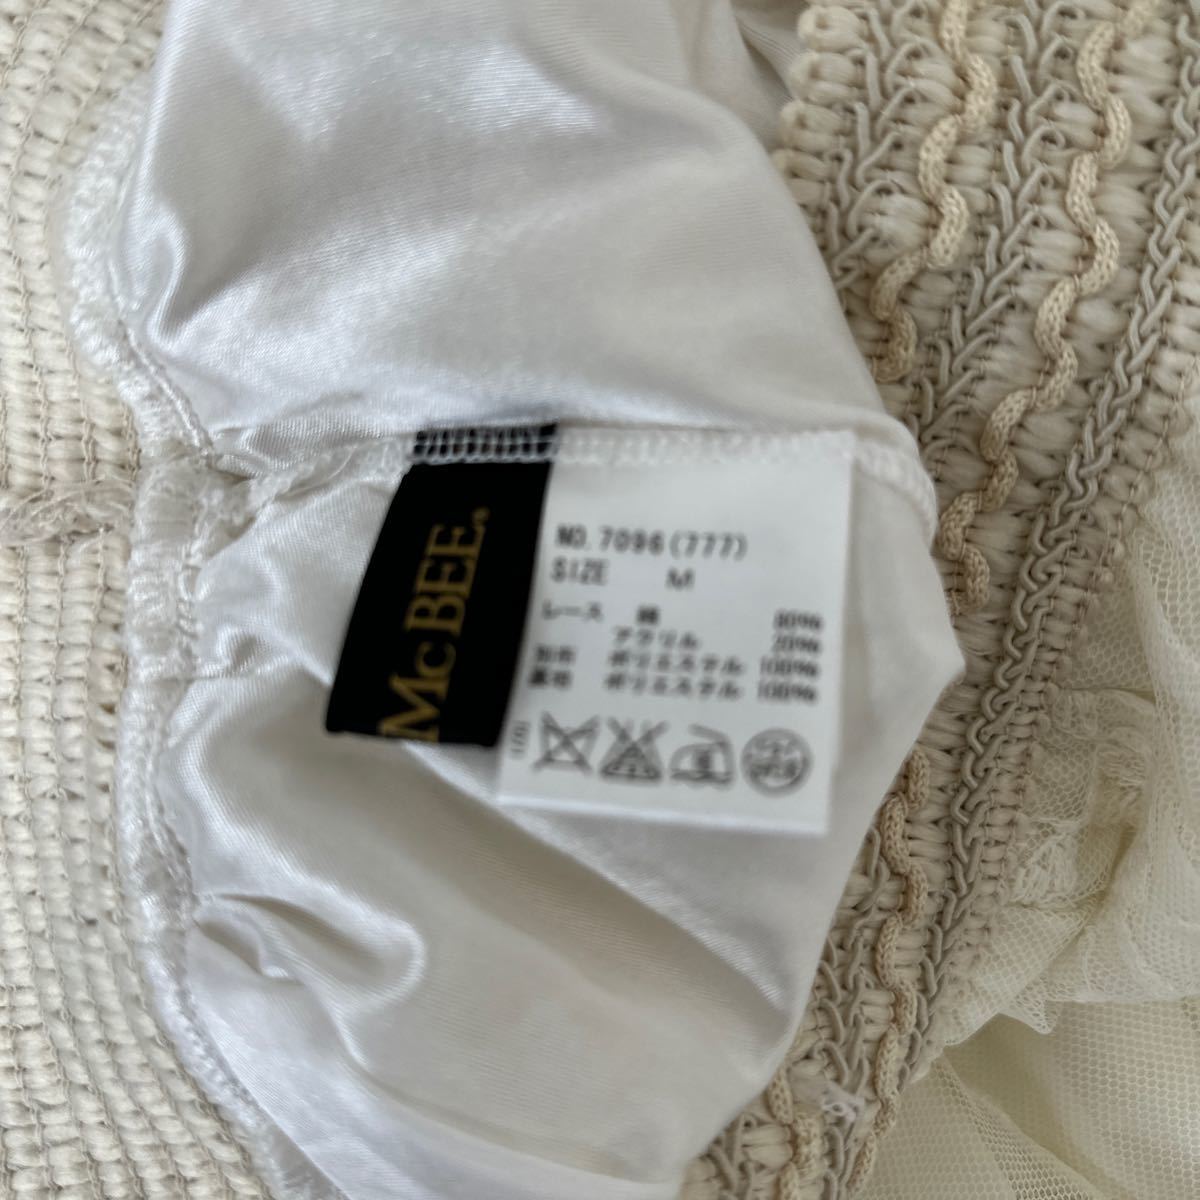 McBEE®
NO.7096(777)
SIZE M
レース 綿 80%
アクリル 20%
別布 ポリエステル 100%
裏布 ポリエステル 100%